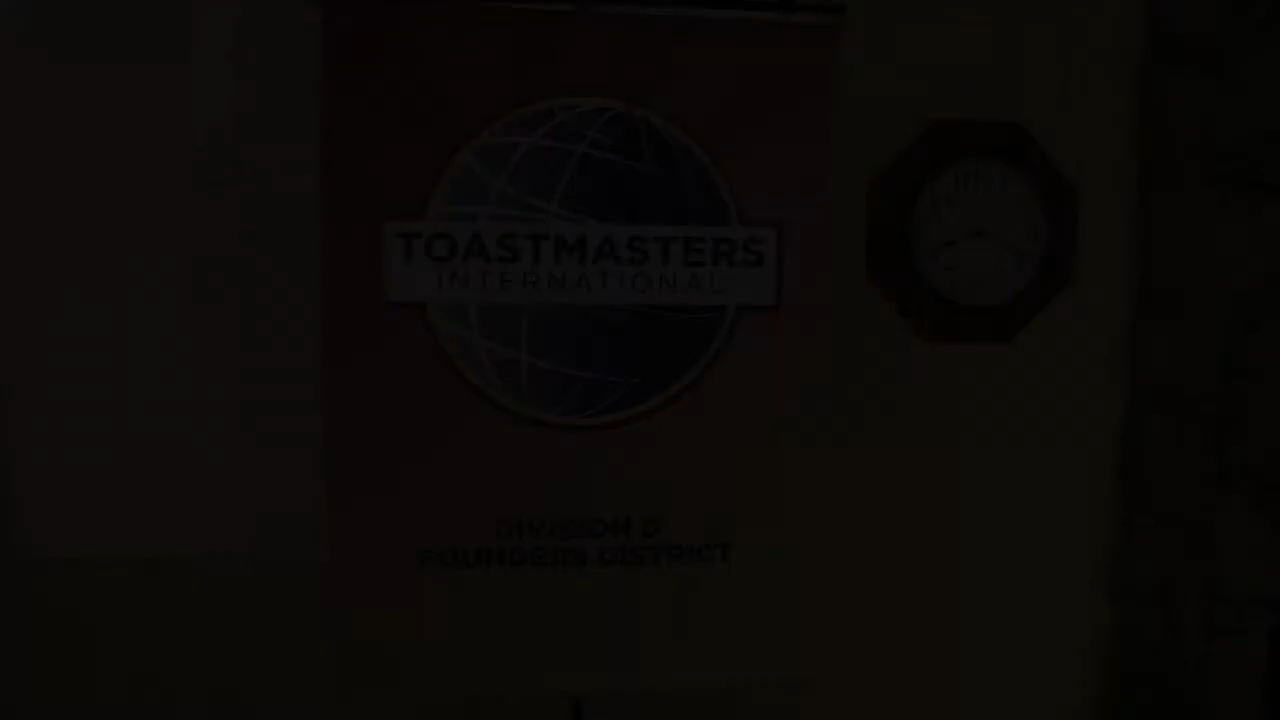 TOASTMASTERS
INTERNATIONAL
DIVISION D
FOUNDERS DISTRICT